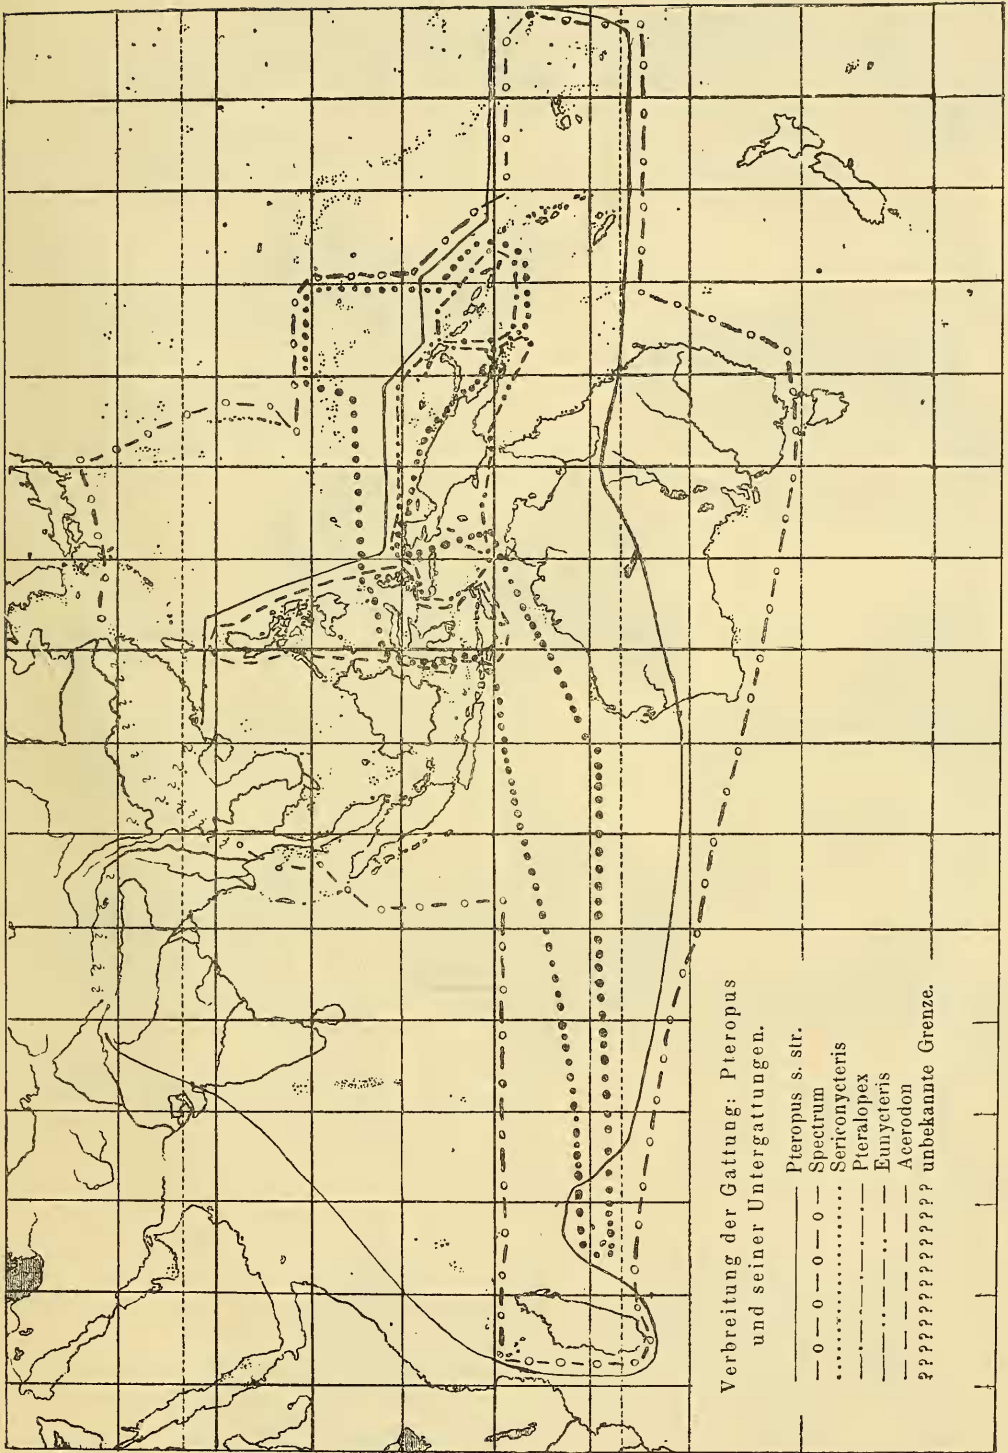 Verbreitung der Gattung: Pteropus
und seiner Untergattungen.
Pteropus s. str.
Spectrum
Sericonycteris
Pteralopex
Eunycteris
Acerodon
???????????????? unbekannte Grenze.